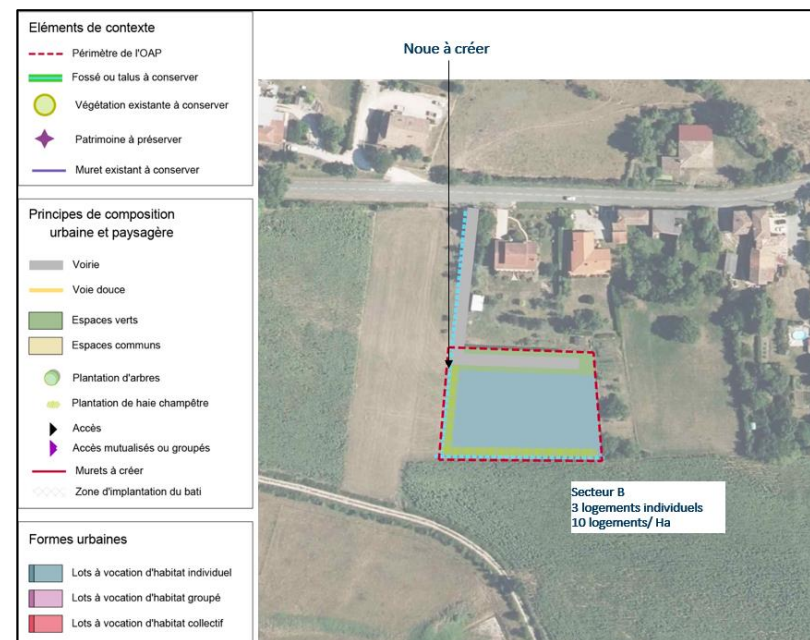 Eléments de contexte
Périmètre de l'OAP
Fossé ou talus à conserver
Végétation existante à conserver
Patrimoine à préserver
Muret existant à conserver
Principes de composition
urbaine et paysagère
Voirie
Voie douce
Espaces verts
Espaces communs
Plantation d'arbres
Plantation de haie champêtre
Accès
Accès mutualisés ou groupés
Murets à créer
Zone d'implantation du bati
Formes urbaines
Lots à vocation d'habitat individuel
Lots à vocation d'habitat groupé
Lots à vocation d'habitat collectif
Noue à créer
Secteur B
3 logements individuels
10 logements/ Ha